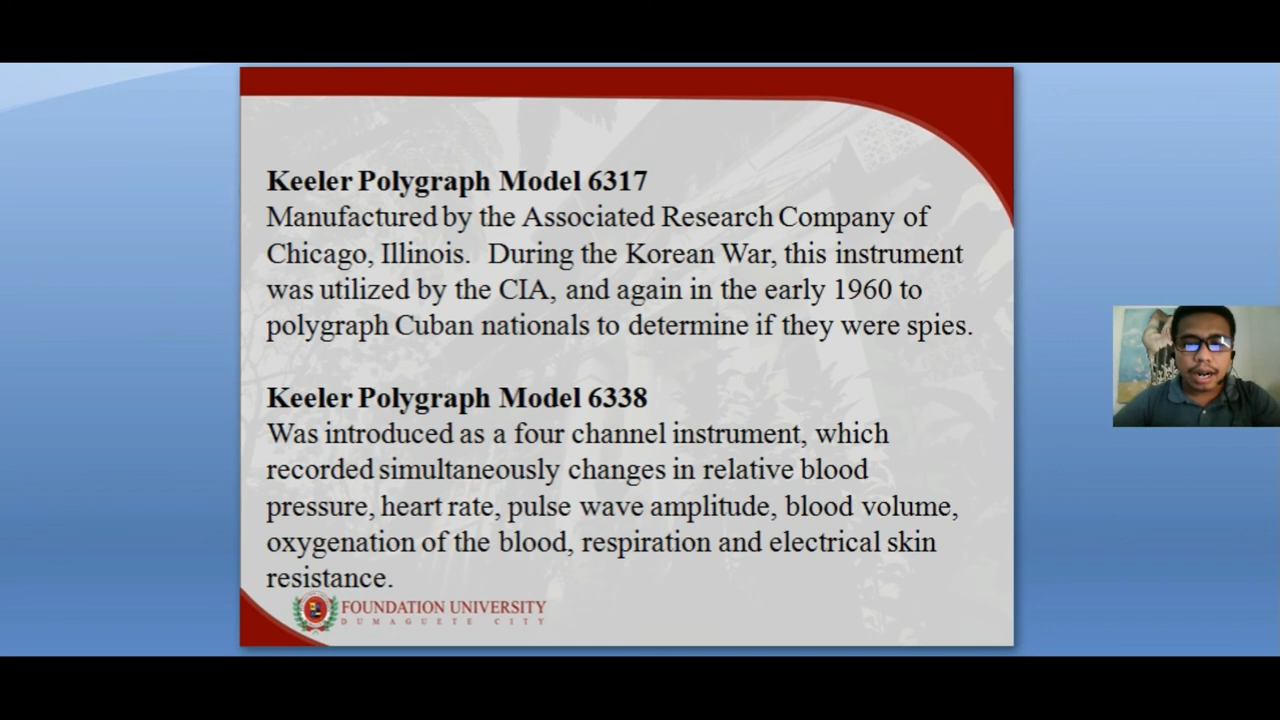 Keeler Polygraph Model 6317
Manufactured by the Associated Research Company of
Chicago, Illinois. During the Korean War, this instrument
was utilized by the CIA, and again in the early 1960 to
polygraph Cuban nationals to determine if they were spies.
Keeler Polygraph Model 6338
Was introduced as a four channel instrument, which
recorded simultaneously changes in relative blood
pressure, heart rate, pulse wave amplitude, blood volume,
oxygenation of the blood, respiration and electrical skin
resistance.
FOUNDATION UNIVERSITY
DUMAGUETE CITY